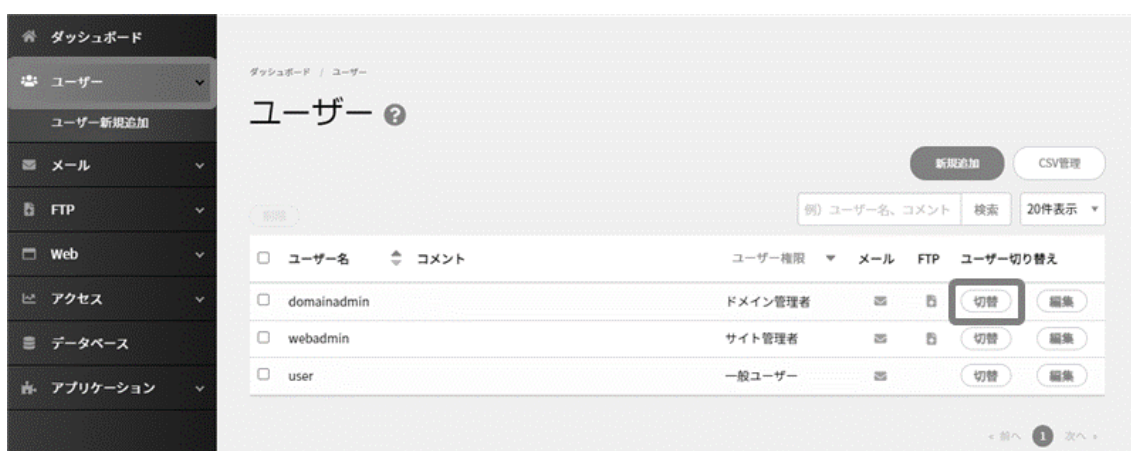 ダッシュボード
ユーザー
ユーザー新規追加
メール
FTP
Web
アクセス
データベース
アプリケーション
ダッシュボード / ユーザー
ユーザー ?
新規追加 CSV管理
削除 例）ユーザー名、コメント 検索 20件表示
ユーザー名 コメント ユーザー権限 メール FTP ユーザー切り替え
domainadmin ドメイン管理者 切替 編集
webadmin サイト管理者 切替 編集
user 一般ユーザー 切替 編集
« 前へ 1 次へ »